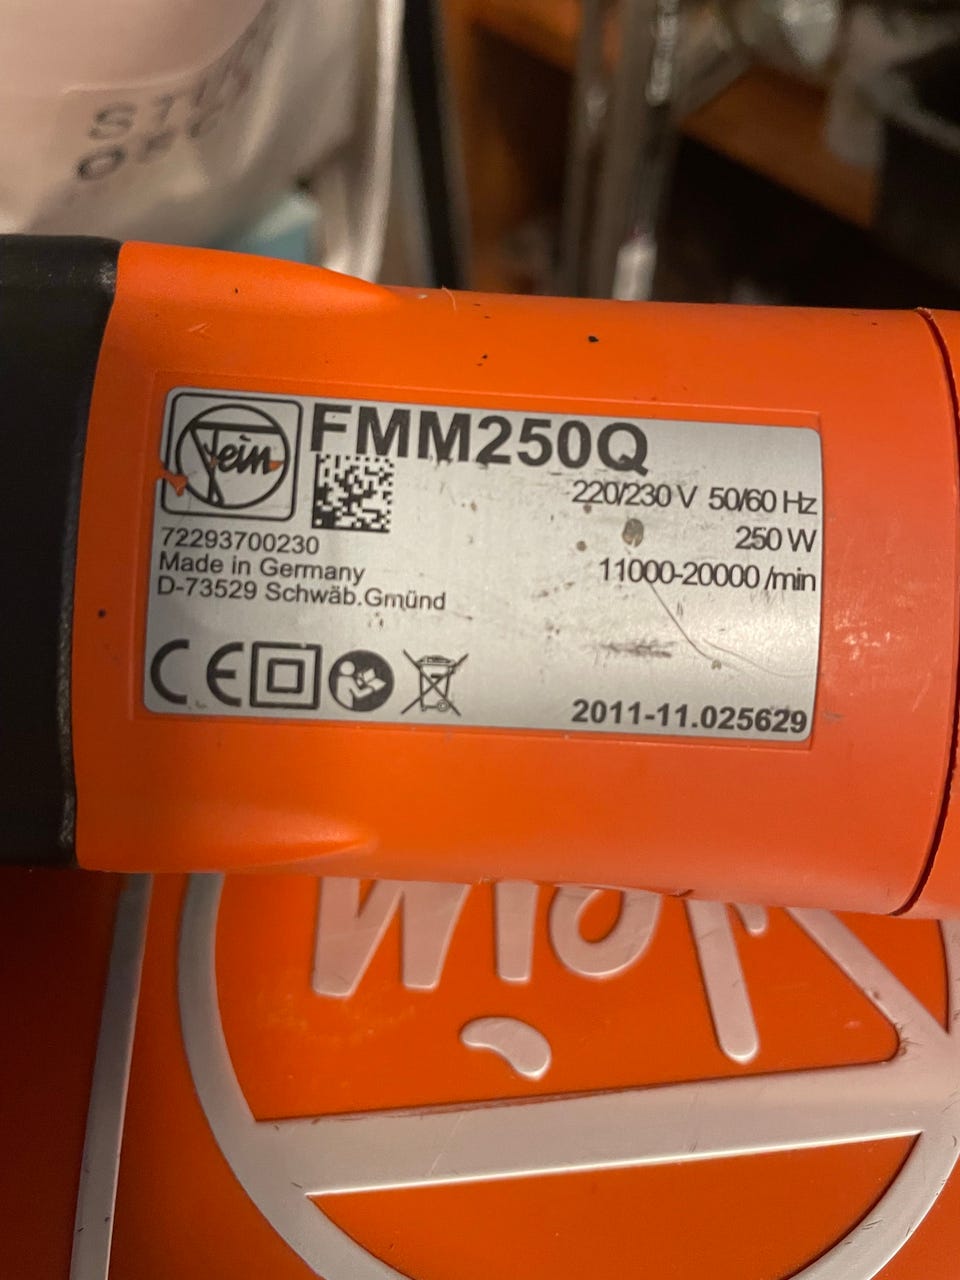 Fein
FMM250Q
220/230 V 50/60 Hz
250 W
11000-20000 /min
72293700230
Made in Germany
D-73529 Schwäb.Gmünd
CE
2011-11.025629
Fein